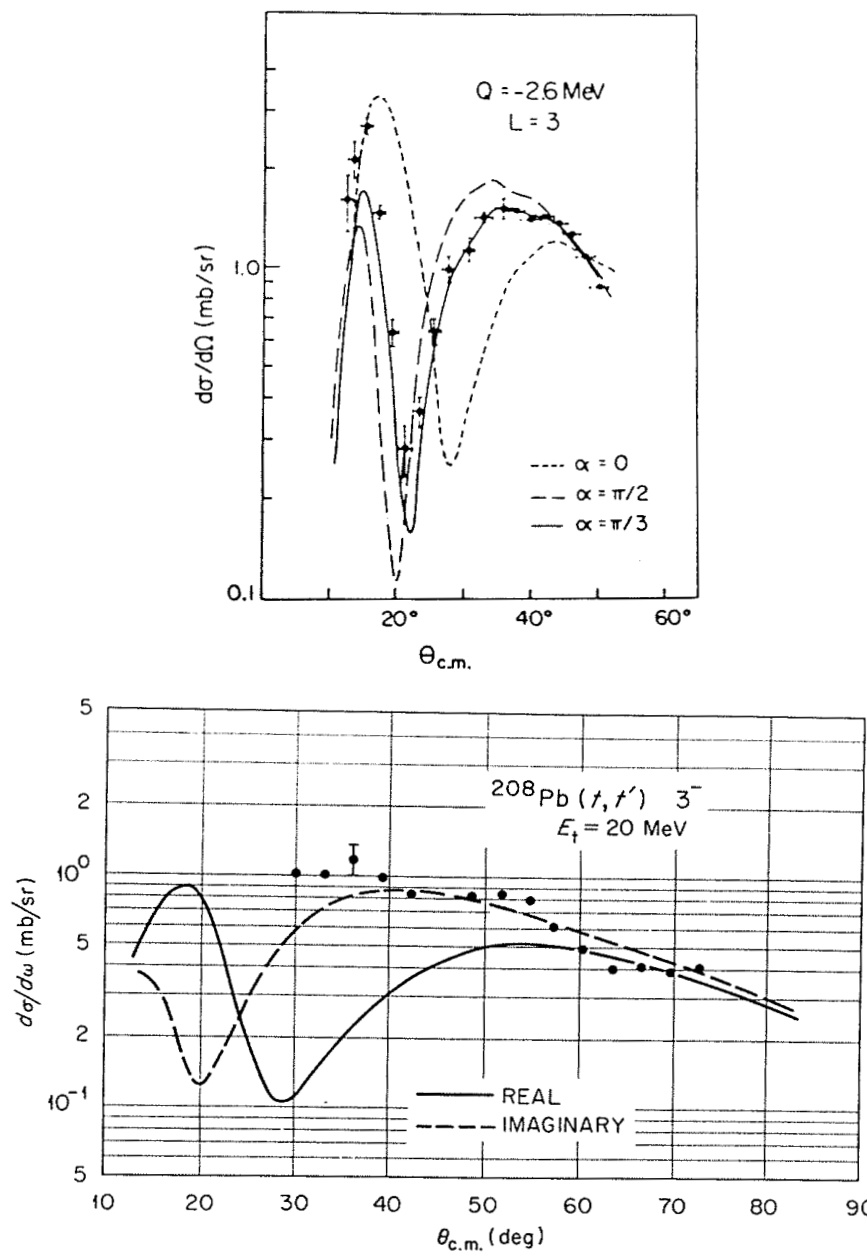 Q = -2.6 MeV
L = 3
dσ/dΩ (mb/sr)
1.0
0.1
---- α = 0
— — α = π/2
—— α = π/3
20° 40° 60°
Θc.m.
5
2
10⁰
5
2
10⁻¹
5
dσ/dω (mb/sr)
²⁰⁸Pb (t, t′) 3⁻
Eₜ = 20 MeV
REAL
IMAGINARY
10 20 30 40 50 60 70 80 90
θc.m. (deg)